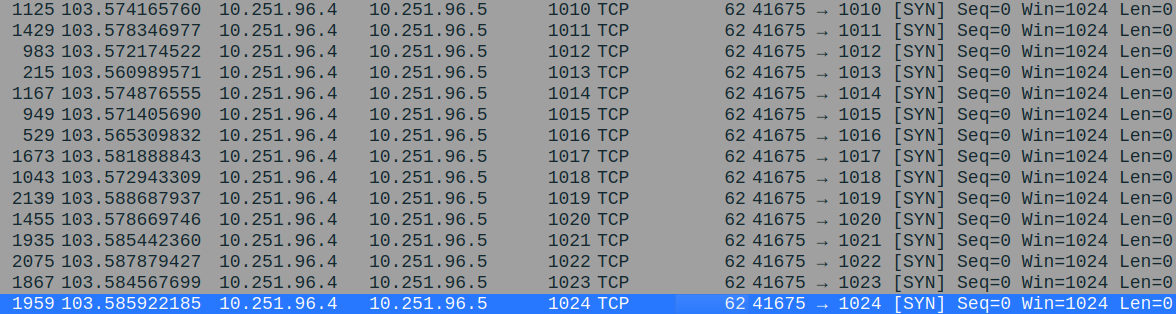 1125 103.574165760 10.251.96.4 10.251.96.5 1010 TCP 62 41675 → 1010 [SYN] Seq=0 Win=1024 Len=0
1429 103.578346977 10.251.96.4 10.251.96.5 1011 TCP 62 41675 → 1011 [SYN] Seq=0 Win=1024 Len=0
983 103.572174522 10.251.96.4 10.251.96.5 1012 TCP 62 41675 → 1012 [SYN] Seq=0 Win=1024 Len=0
215 103.560989571 10.251.96.4 10.251.96.5 1013 TCP 62 41675 → 1013 [SYN] Seq=0 Win=1024 Len=0
1167 103.574876555 10.251.96.4 10.251.96.5 1014 TCP 62 41675 → 1014 [SYN] Seq=0 Win=1024 Len=0
949 103.571405690 10.251.96.4 10.251.96.5 1015 TCP 62 41675 → 1015 [SYN] Seq=0 Win=1024 Len=0
529 103.565309832 10.251.96.4 10.251.96.5 1016 TCP 62 41675 → 1016 [SYN] Seq=0 Win=1024 Len=0
1673 103.581888843 10.251.96.4 10.251.96.5 1017 TCP 62 41675 → 1017 [SYN] Seq=0 Win=1024 Len=0
1043 103.572943309 10.251.96.4 10.251.96.5 1018 TCP 62 41675 → 1018 [SYN] Seq=0 Win=1024 Len=0
2139 103.588687937 10.251.96.4 10.251.96.5 1019 TCP 62 41675 → 1019 [SYN] Seq=0 Win=1024 Len=0
1455 103.578669746 10.251.96.4 10.251.96.5 1020 TCP 62 41675 → 1020 [SYN] Seq=0 Win=1024 Len=0
1935 103.585442360 10.251.96.4 10.251.96.5 1021 TCP 62 41675 → 1021 [SYN] Seq=0 Win=1024 Len=0
2075 103.587879427 10.251.96.4 10.251.96.5 1022 TCP 62 41675 → 1022 [SYN] Seq=0 Win=1024 Len=0
1867 103.584567699 10.251.96.4 10.251.96.5 1023 TCP 62 41675 → 1023 [SYN] Seq=0 Win=1024 Len=0
1959 103.585922185 10.251.96.4 10.251.96.5 1024 TCP 62 41675 → 1024 [SYN] Seq=0 Win=1024 Len=0